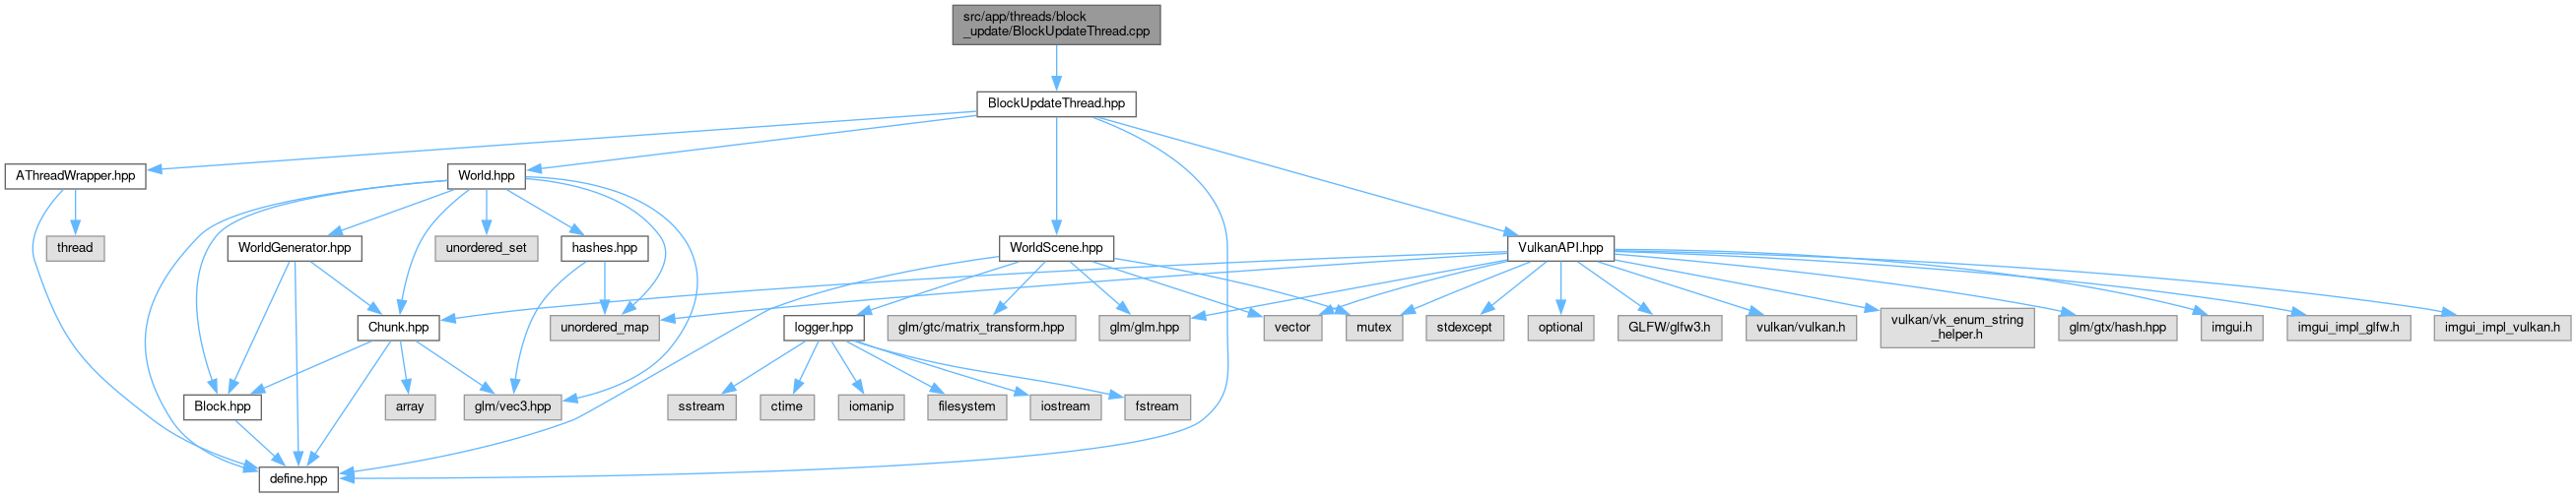 src/app/threads/block
_update/BlockUpdateThread.cpp
BlockUpdateThread.hpp
AThreadWrapper.hpp
World.hpp
thread
WorldGenerator.hpp
unordered_set
hashes.hpp
WorldScene.hpp
VulkanAPI.hpp
Chunk.hpp
unordered_map
logger.hpp
glm/gtc/matrix_transform.hpp
glm/glm.hpp
vector
mutex
stdexcept
optional
GLFW/glfw3.h
vulkan/vulkan.h
vulkan/vk_enum_string
_helper.h
glm/gtx/hash.hpp
imgui.h
imgui_impl_glfw.h
imgui_impl_vulkan.h
Block.hpp
array
glm/vec3.hpp
sstream
ctime
iomanip
filesystem
iostream
fstream
define.hpp